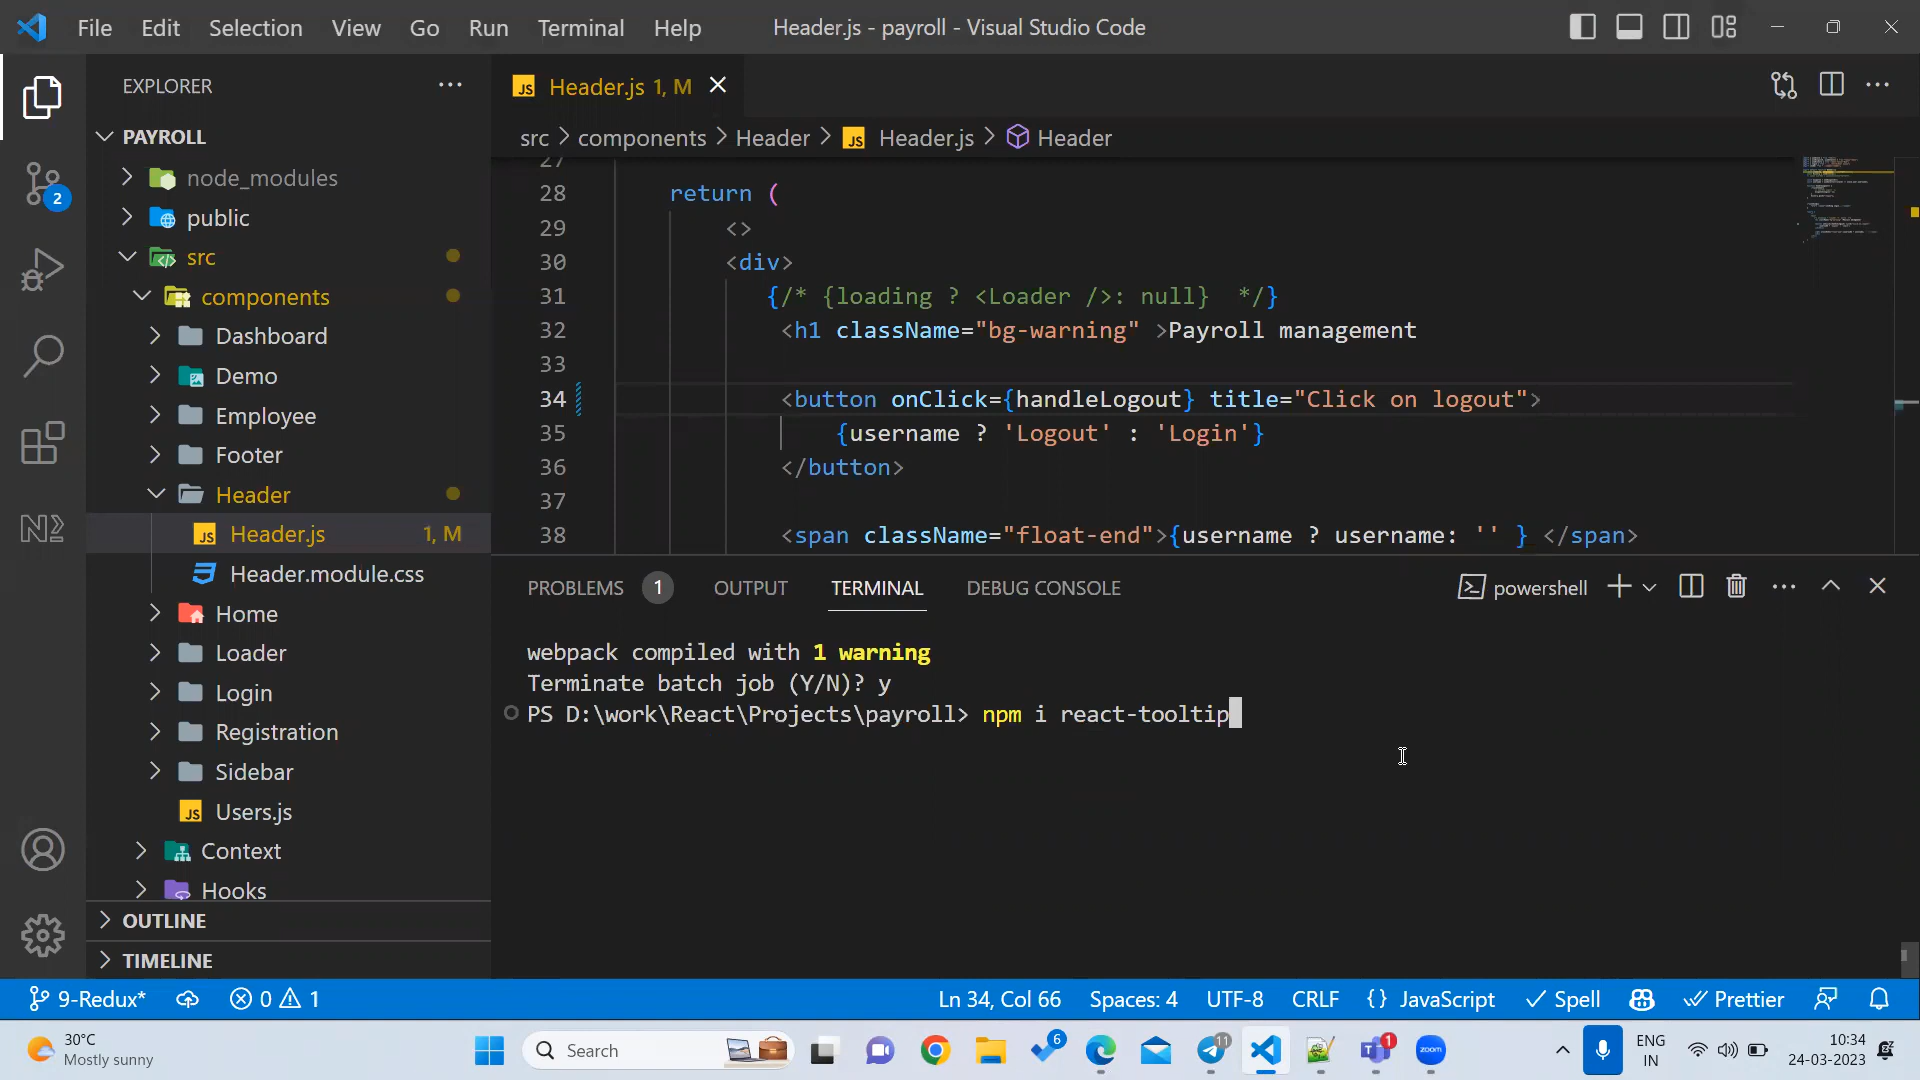 File Edit Selection View Go Run Terminal Help Header.js - payroll - Visual Studio Code
EXPLORER
PAYROLL
node_modules
public
src
components
Dashboard
Demo
Employee
Footer
Header
Header.js 1, M
Header.module.css
Home
Loader
Login
Registration
Sidebar
Users.js
Context
Hooks
OUTLINE
TIMELINE
2
Header.js 1, M
src > components > Header > Header.js > Header
27
28 return (
29 <>
30 <div>
31 {/* {loading ? <Loader />: null}  */}
32 <h1 className="bg-warning" >Payroll management
33
34 <button onClick={handleLogout} title="Click on logout">
35 {username ? 'Logout' : 'Login'}
36 </button>
37
38 <span className="float-end">{username ? username: '' } </span>
PROBLEMS 1 OUTPUT TERMINAL DEBUG CONSOLE powershell
webpack compiled with 1 warning
Terminate batch job (Y/N)? y
PS D:\work\React\Projects\payroll> npm i react-tooltip
9-Redux* 0 1 Ln 34, Col 66 Spaces: 4 UTF-8 CRLF {} JavaScript Spell Prettier
30°C
Mostly sunny
Search
6
11
1
zoom
ENG
IN
10:34
24-03-2023